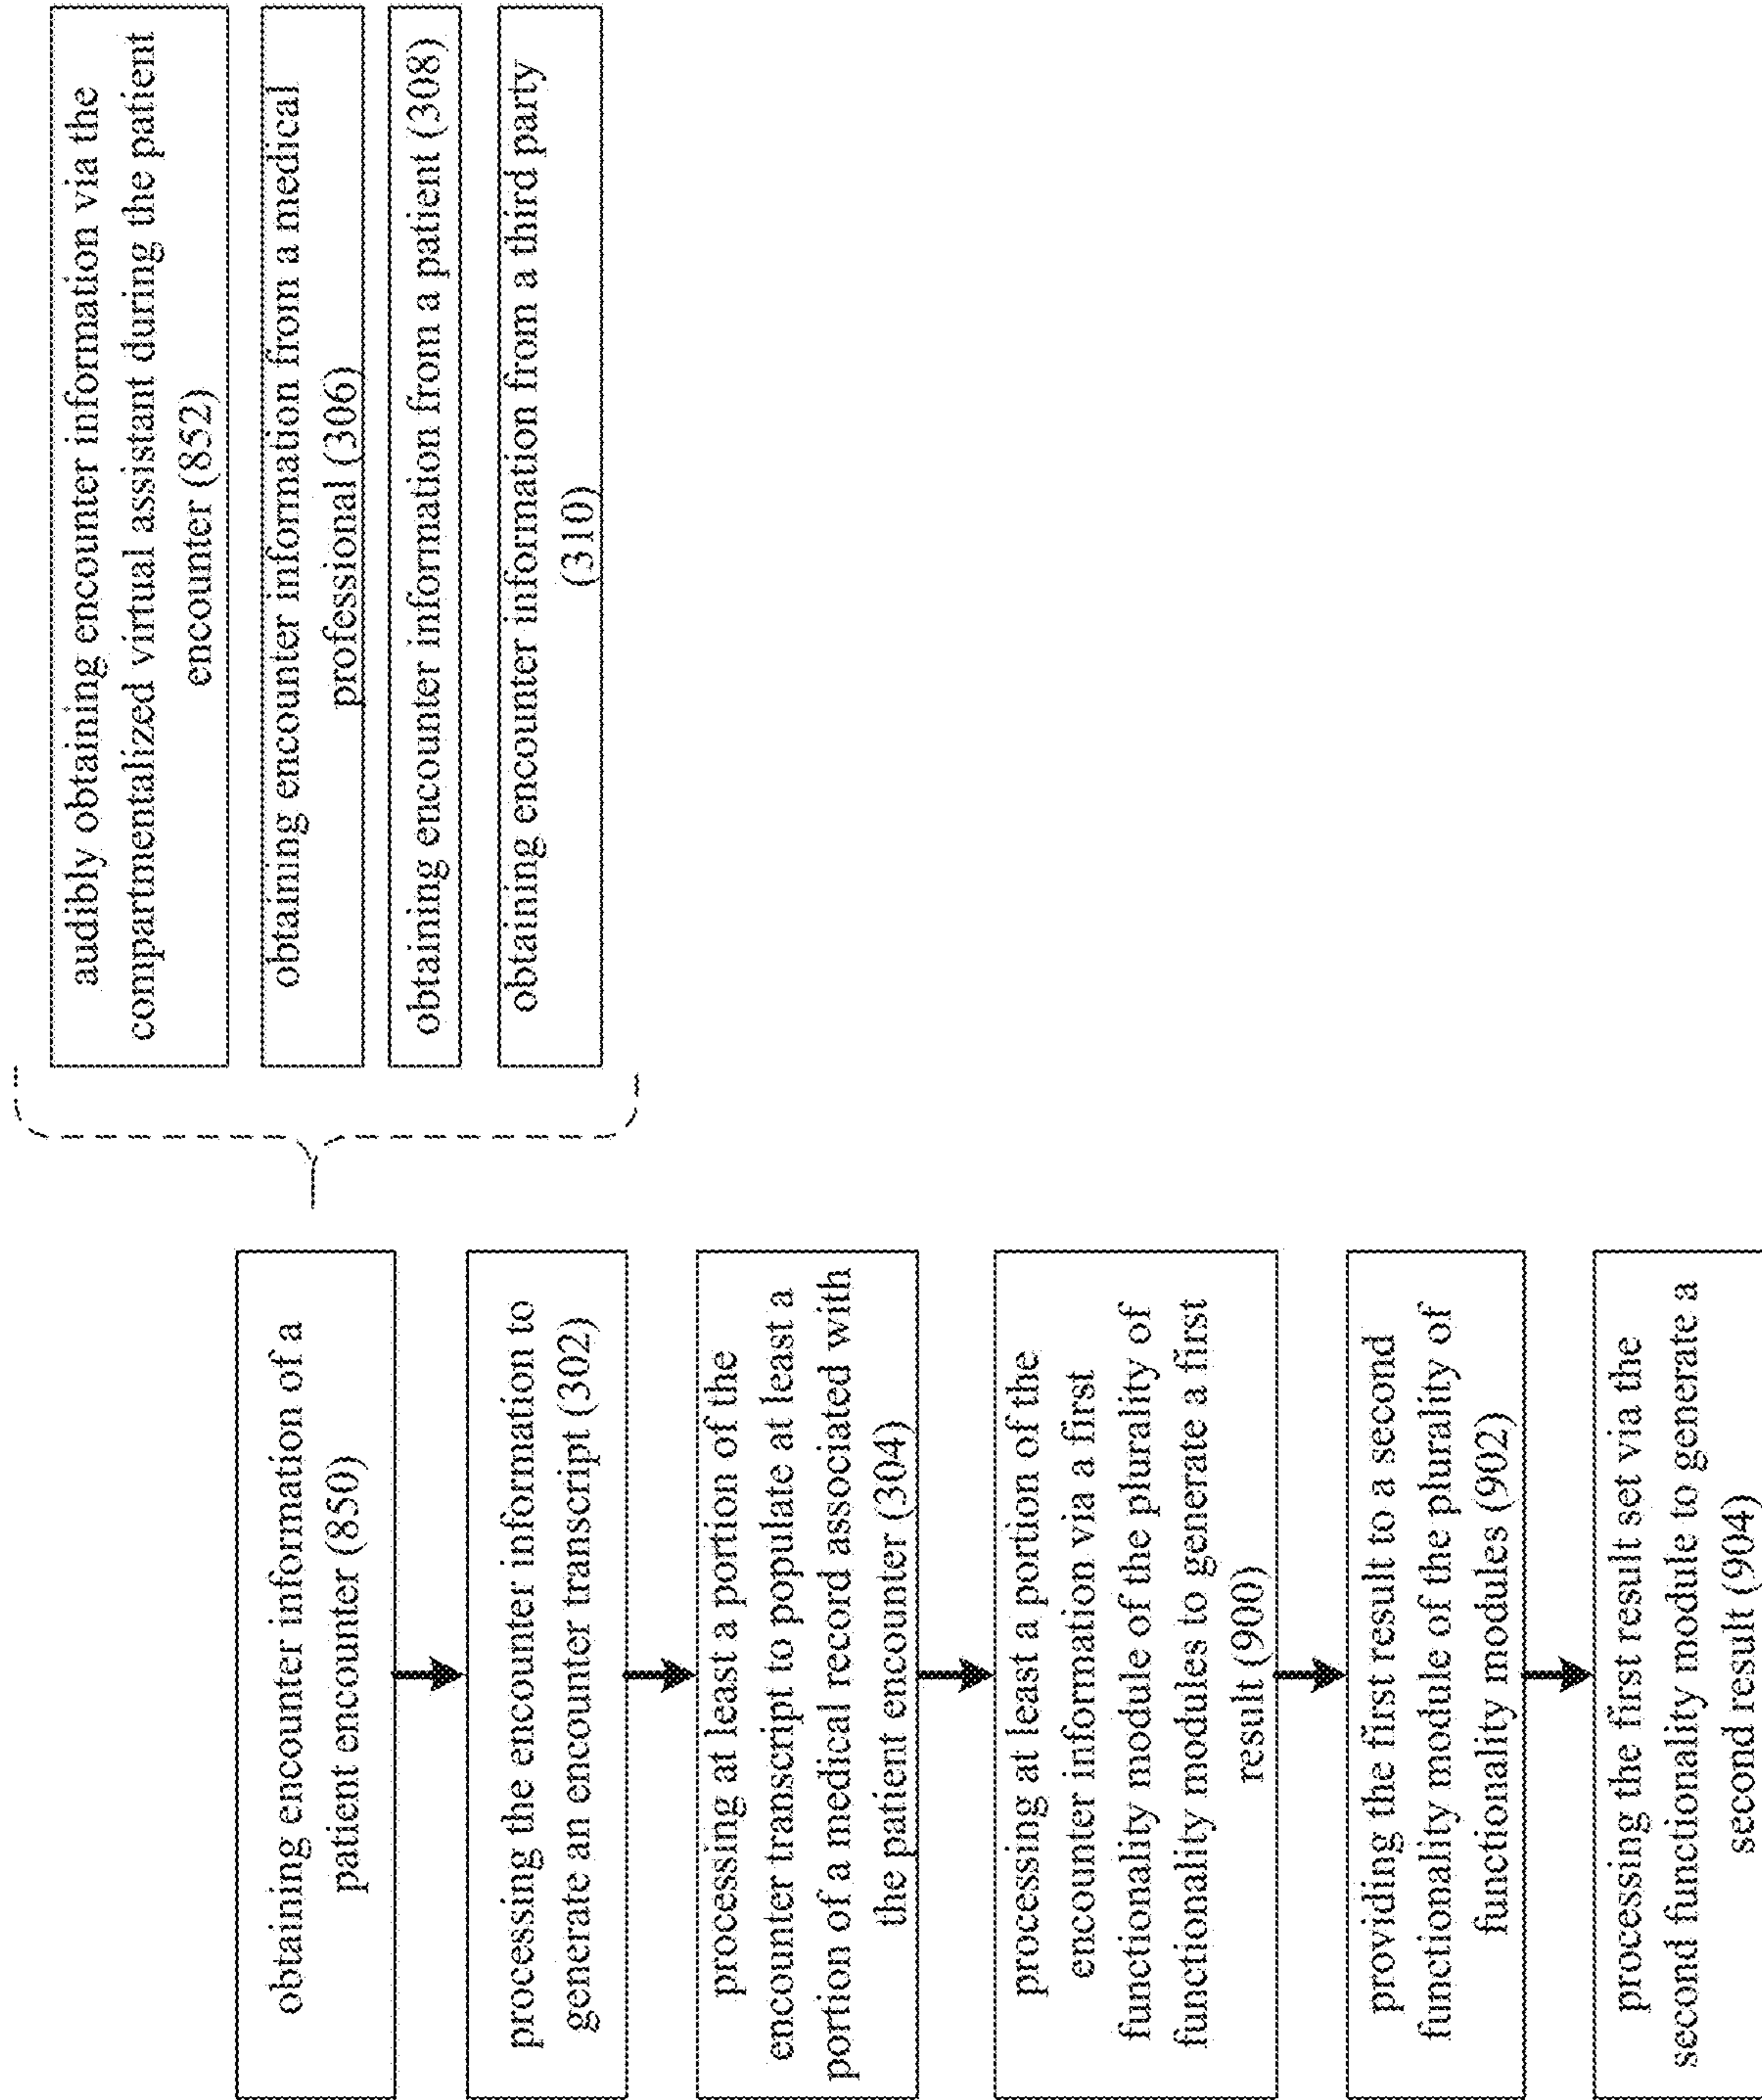 obtaining encounter information of a
patient encounter (850)
processing the encounter information to
generate an encounter transcript (302)
processing at least a portion of the
encounter transcript to populate at least a
portion of a medical record associated with
the patient encounter (304)
processing at least a portion of the
encounter information via a first
functionality module of the plurality of
functionality modules to generate a first
result (900)
providing the first result to a second
functionality module of the plurality of
functionality modules (902)
processing the first result set via the
second functionality module to generate a
second result (904)
audibly obtaining encounter information via the
compartmentalized virtual assistant during the patient
encounter (852)
obtaining encounter information from a medical
professional (306)
obtaining encounter information from a patient (308)
obtaining encounter information from a third party
(310)